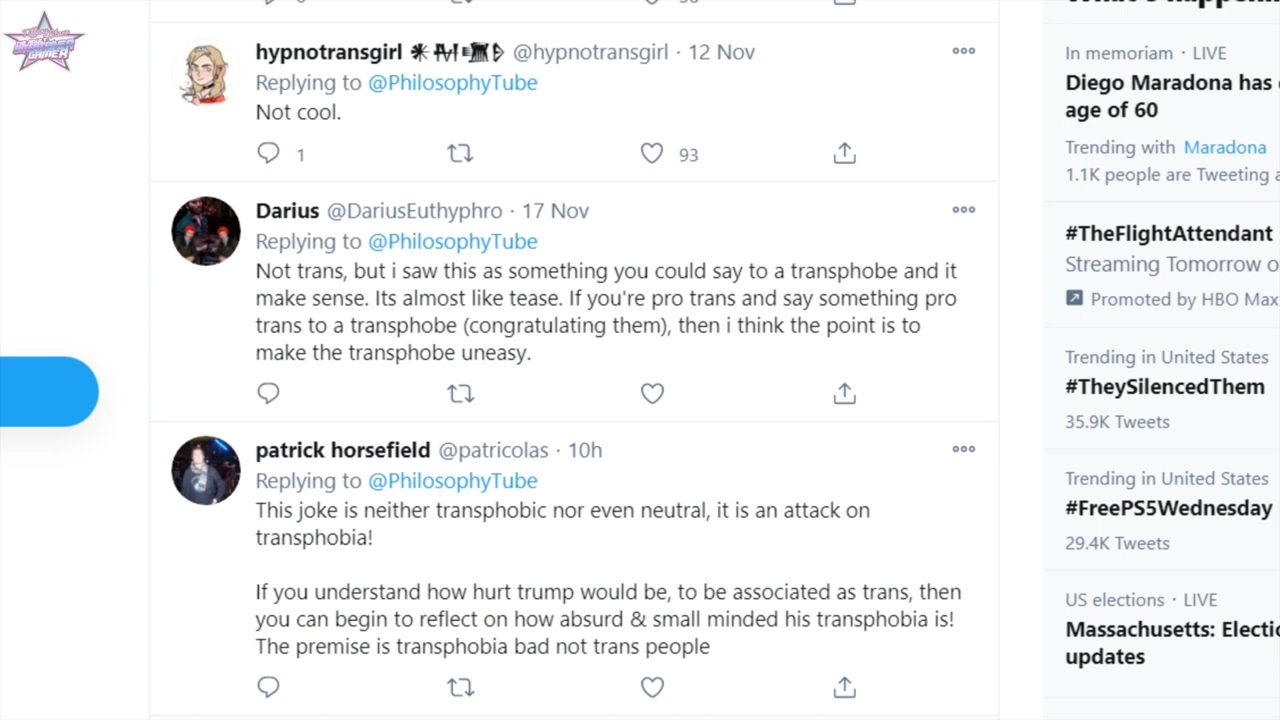 What's happeni
hypnotransgirl @hypnotransgirl · 12 Nov
Replying to @PhilosophyTube
Not cool.
1 93
Darius @DariusEuthyphro · 17 Nov
Replying to @PhilosophyTube
Not trans, but i saw this as something you could say to a transphobe and it
make sense. Its almost like tease. If you're pro trans and say something pro
trans to a transphobe (congratulating them), then i think the point is to
make the transphobe uneasy.
patrick horsefield @patricolas · 10h
Replying to @PhilosophyTube
This joke is neither transphobic nor even neutral, it is an attack on
transphobia!
If you understand how hurt trump would be, to be associated as trans, then
you can begin to reflect on how absurd & small minded his transphobia is!
The premise is transphobia bad not trans people
In memoriam · LIVE
Diego Maradona has
age of 60
Trending with Maradona
1.1K people are Tweeting a
#TheFlightAttendant
Streaming Tomorrow o
Promoted by HBO Max
Trending in United States
#TheySilencedThem
35.9K Tweets
Trending in United States
#FreePS5Wednesday
29.4K Tweets
US elections · LIVE
Massachusetts: Electio
updates